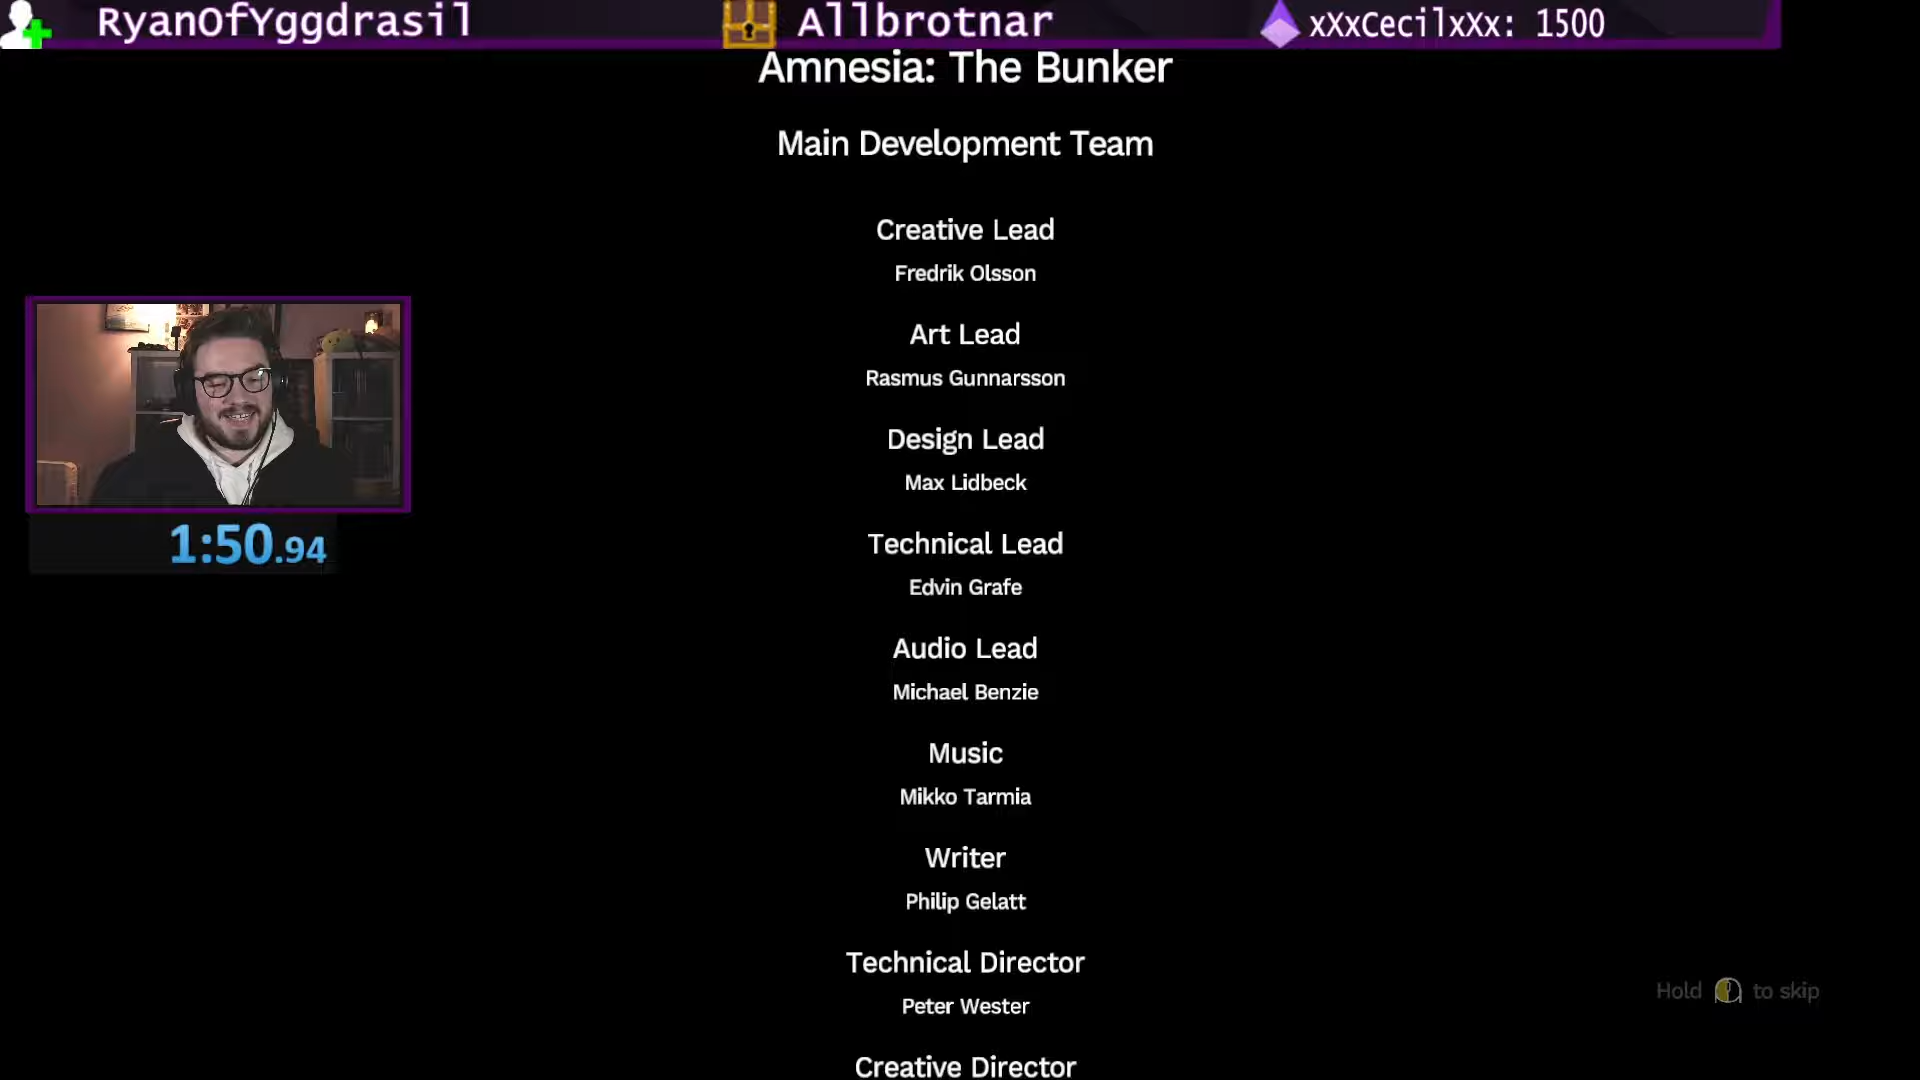 RyanOfYggdrasil
Allbrotnar
xXxCecilxXx: 1500
Amnesia: The Bunker
Main Development Team
Creative Lead
Fredrik Olsson
Art Lead
Rasmus Gunnarsson
Design Lead
Max Lidbeck
1:50.94
Technical Lead
Edvin Grafe
Audio Lead
Michael Benzie
Music
Mikko Tarmia
Writer
Philip Gelatt
Technical Director
Peter Wester
Hold to skip
Creative Director